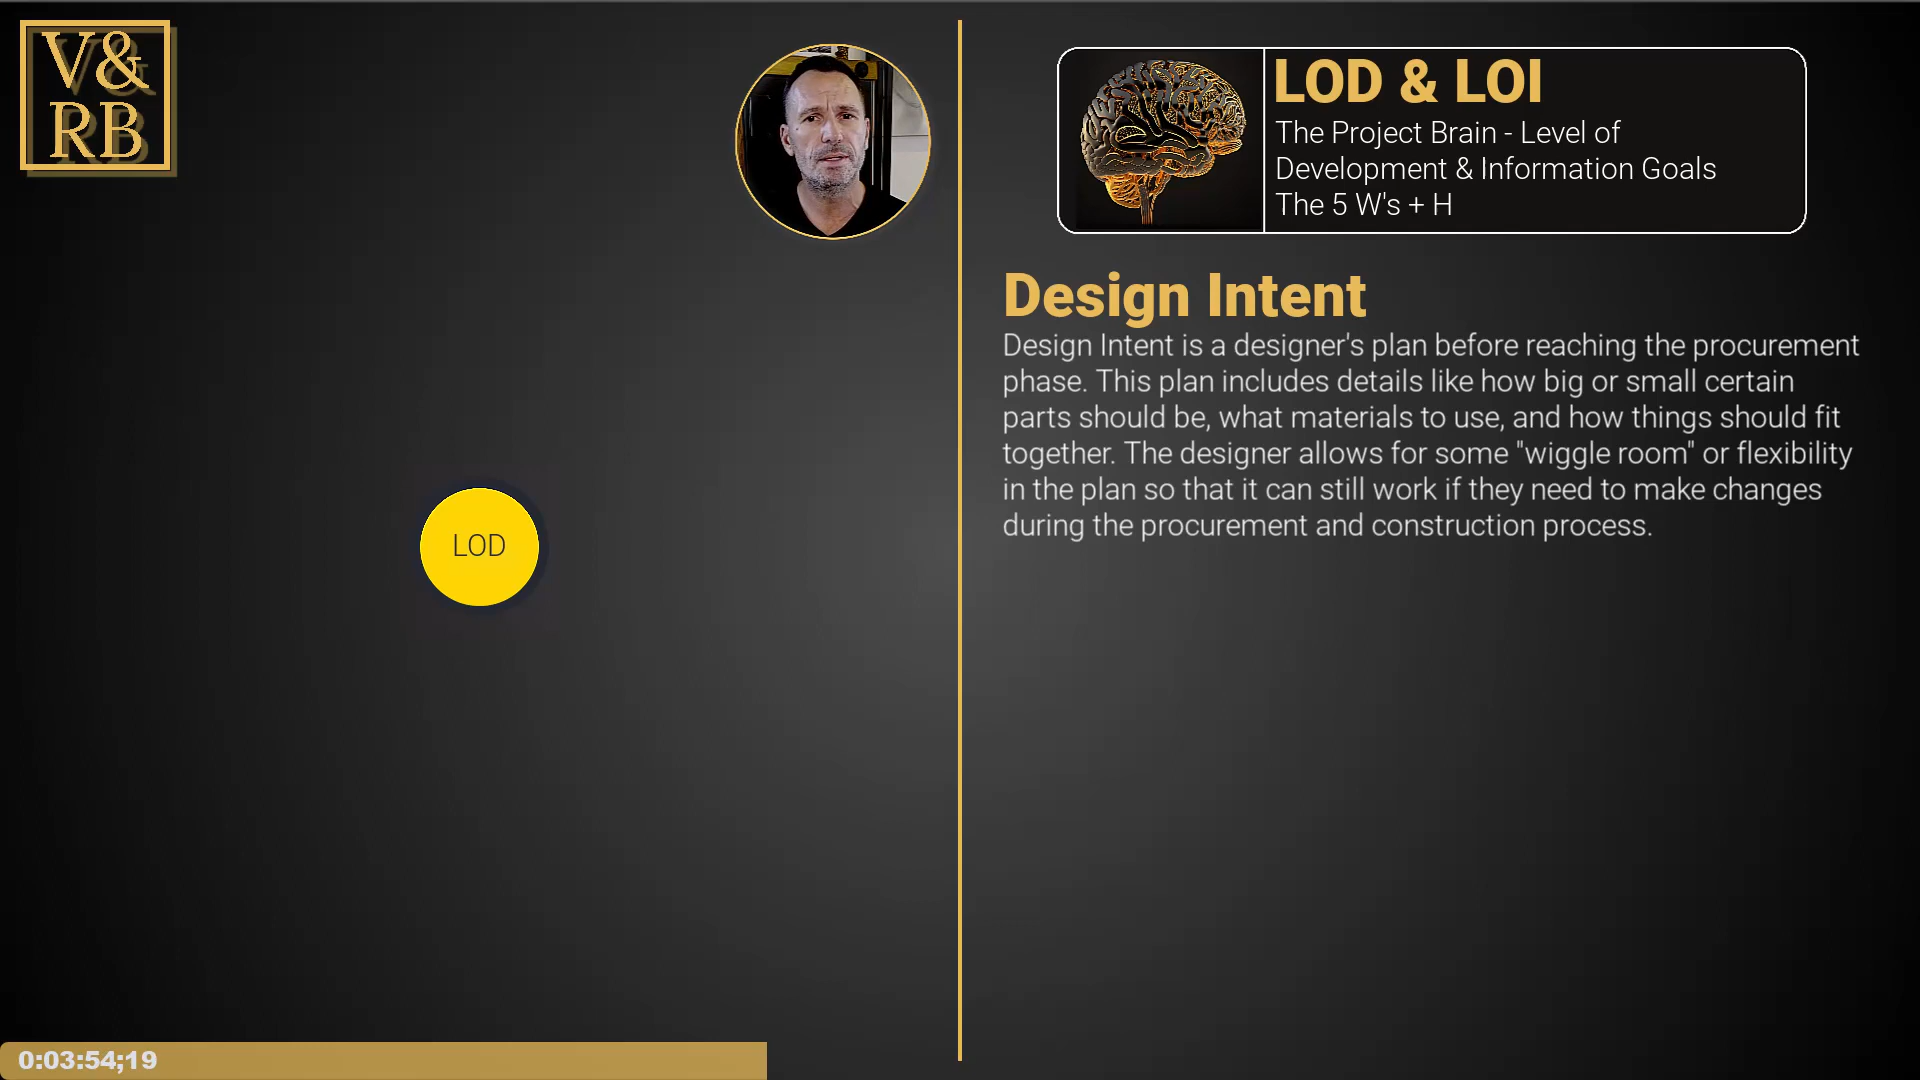 V&
RB
LOD & LOI
The Project Brain - Level of
Development & Information Goals
The 5 W's + H
Design Intent
Design Intent is a designer's plan before reaching the procurement
phase. This plan includes details like how big or small certain
parts should be, what materials to use, and how things should fit
together. The designer allows for some "wiggle room" or flexibility
in the plan so that it can still work if they need to make changes
during the procurement and construction process.
LOD
0:03:54;19